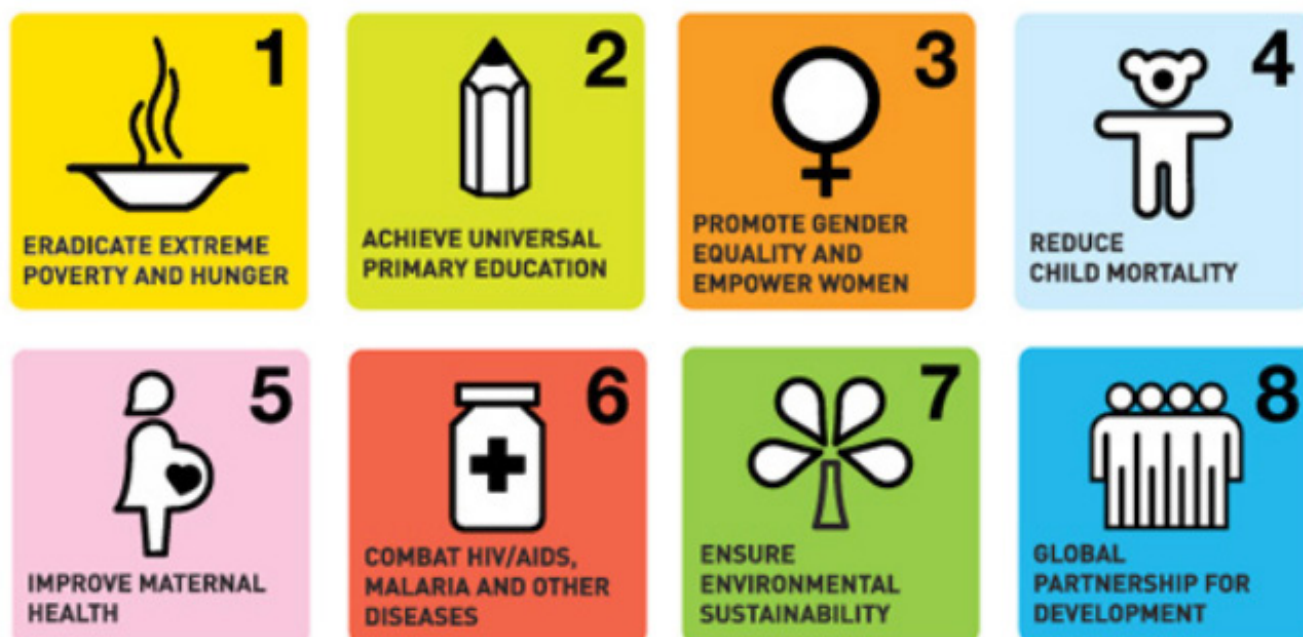 1
ERADICATE EXTREME
POVERTY AND HUNGER
2
ACHIEVE UNIVERSAL
PRIMARY EDUCATION
3
PROMOTE GENDER
EQUALITY AND
EMPOWER WOMEN
4
REDUCE
CHILD MORTALITY
5
IMPROVE MATERNAL
HEALTH
6
COMBAT HIV/AIDS,
MALARIA AND OTHER
DISEASES
7
ENSURE
ENVIRONMENTAL
SUSTAINABILITY
8
GLOBAL
PARTNERSHIP FOR
DEVELOPMENT